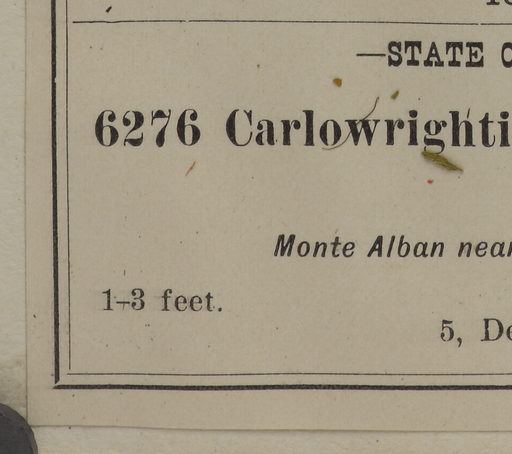 —STATE
6276 Carlowrighti
Monte Alban near
1-3 feet.
5, De